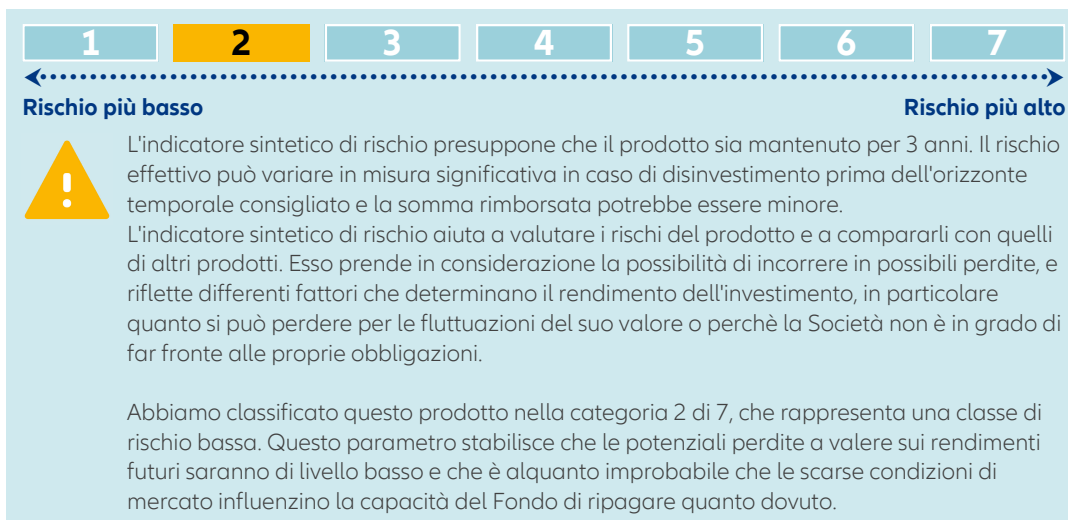 1 2 3 4 5 6 7
Rischio più basso Rischio più alto
L'indicatore sintetico di rischio presuppone che il prodotto sia mantenuto per 3 anni. Il rischio
effettivo può variare in misura significativa in caso di disinvestimento prima dell'orizzonte
temporale consigliato e la somma rimborsata potrebbe essere minore.
L'indicatore sintetico di rischio aiuta a valutare i rischi del prodotto e a compararli con quelli
di altri prodotti. Esso prende in considerazione la possibilità di incorrere in possibili perdite, e
riflette differenti fattori che determinano il rendimento dell'investimento, in particolare
quanto si può perdere per le fluttuazioni del suo valore o perchè la Società non è in grado di
far fronte alle proprie obbligazioni.
Abbiamo classificato questo prodotto nella categoria 2 di 7, che rappresenta una classe di
rischio bassa. Questo parametro stabilisce che le potenziali perdite a valere sui rendimenti
futuri saranno di livello basso e che è alquanto improbabile che le scarse condizioni di
mercato influenzino la capacità del Fondo di ripagare quanto dovuto.